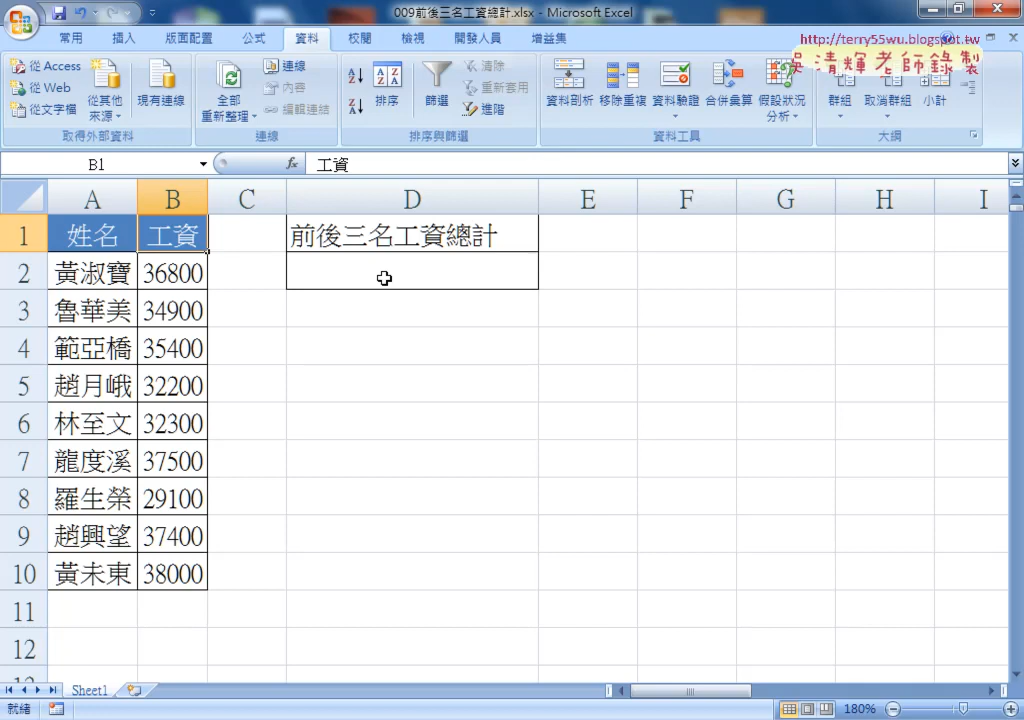 009前後三名工資總計.xlsx - Microsoft Excel
常用 插入 版面配置 公式 資料 校閱 檢視 開發人員 增益集
http://terry55wu.blogspot.tw
吳清輝老師錄製
從 Access
從 Web
從文字檔
從其他來源
現有連線
取得外部資料
全部重新整理
連線
內容
編輯連結
連線
排序
篩選
清除
重新套用
進階
排序與篩選
資料剖析 移除重複 資料驗證 合併彙算 假設狀況分析
資料工具
群組 取消群組 小計
大綱
B1 fx 工資
A B C D E F G H I
1 姓名 工資 前後三名工資總計
2 黃淑寶 36800
3 魯華美 34900
4 範亞橋 35400
5 趙月峨 32200
6 林至文 32300
7 龍度溪 37500
8 羅生榮 29100
9 趙興望 37400
10 黃未東 38000
11
12
Sheet1
就緒 180%